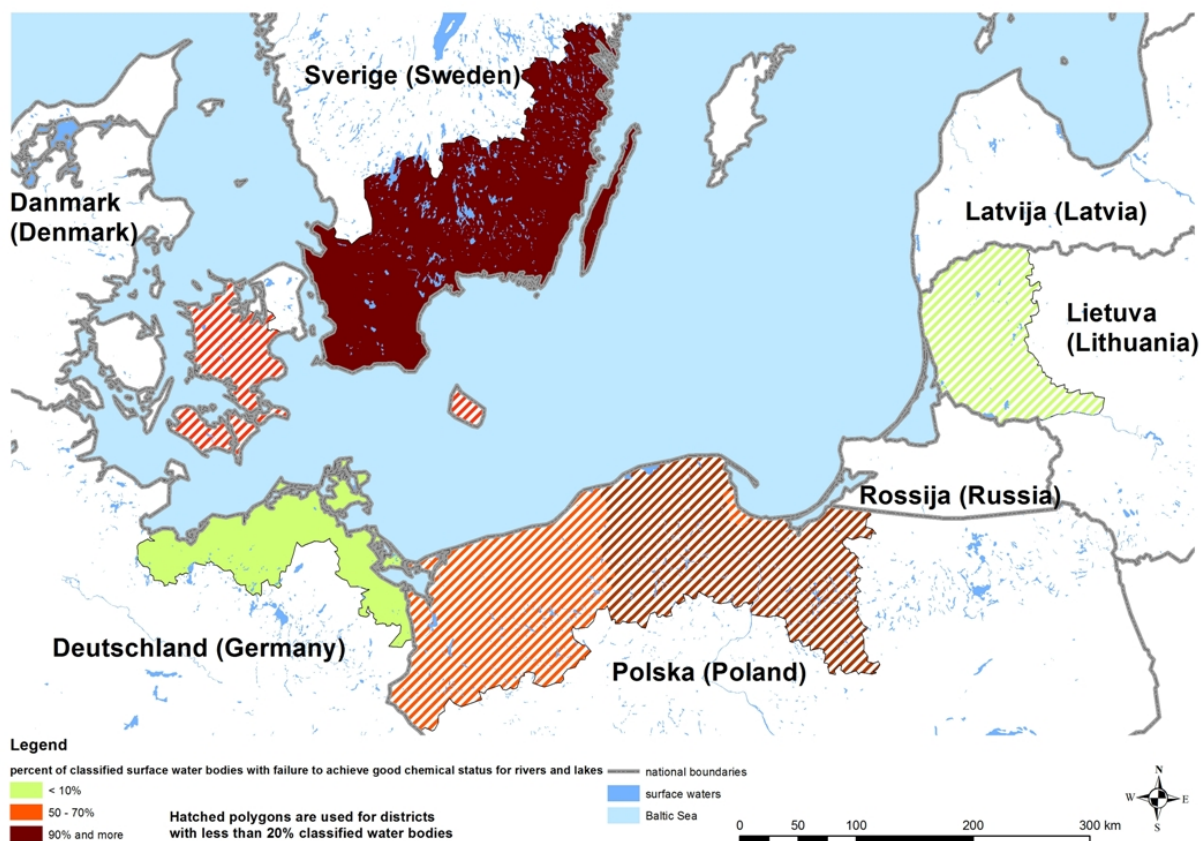 Sverige (Sweden)
Danmark
(Denmark)
Latvija (Latvia)
Lietuva
(Lithuania)
Rossija (Russia)
Deutschland (Germany)
Polska (Poland)
Legend
percent of classified surface water bodies with failure to achieve good chemical status for rivers and lakes
< 10%
50 - 70%
90% and more
Hatched polygons are used for districts
with less than 20% classified water bodies
national boundaries
surface waters
Baltic Sea
N
W E
S
0 50 100 200 300 km